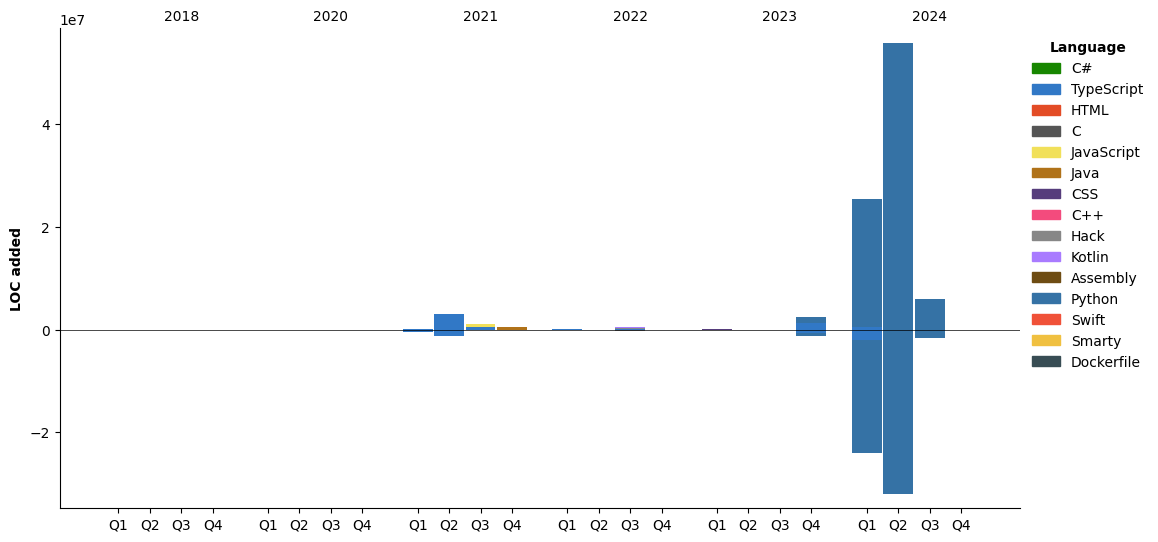 1e7
2018 2020 2021 2022 2023 2024
Language
C#
TypeScript
HTML
C
JavaScript
Java
CSS
C++
Hack
Kotlin
Assembly
Python
Swift
Smarty
Dockerfile
LOC added
4
2
0
−2
Q1 Q2 Q3 Q4 Q1 Q2 Q3 Q4 Q1 Q2 Q3 Q4 Q1 Q2 Q3 Q4 Q1 Q2 Q3 Q4 Q1 Q2 Q3 Q4